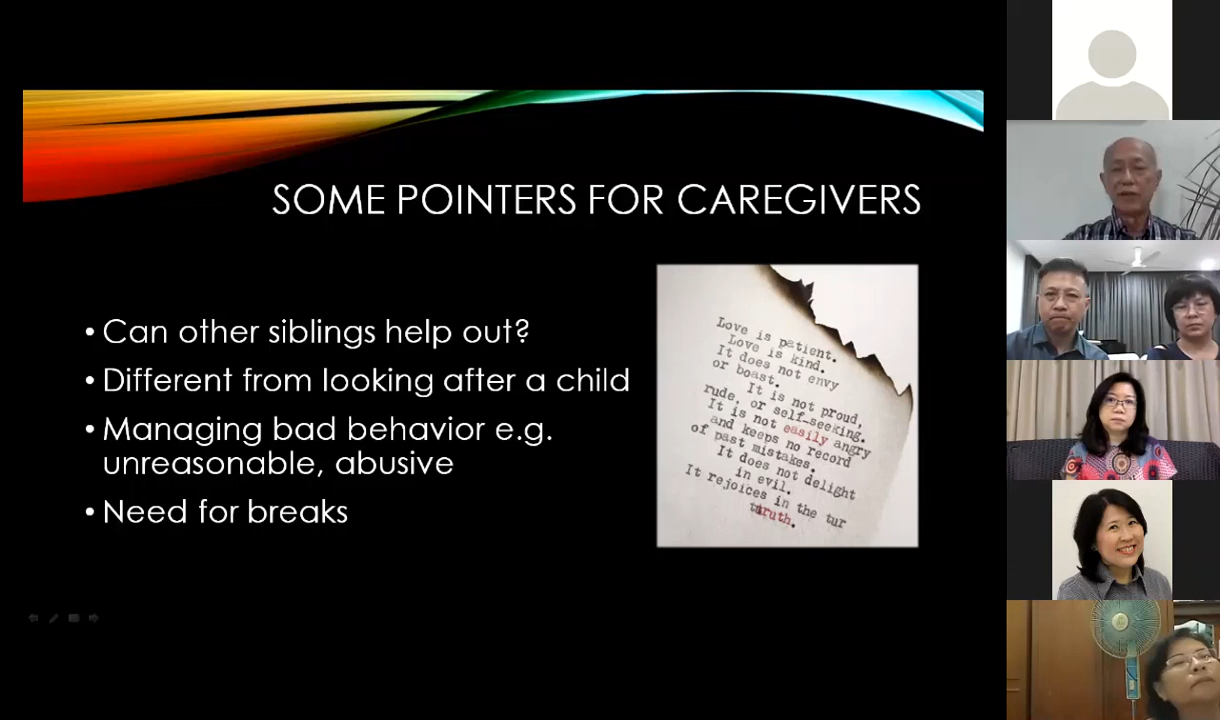 SOME POINTERS FOR CAREGIVERS
• Can other siblings help out?
• Different from looking after a child
• Managing bad behavior e.g.
unreasonable, abusive
• Need for breaks
Love is patient.
Love is kind.
It does not envy
or boast.
It is not proud,
rude, or self-seeking.
It is not easily angry
and keeps no record
of past mistakes.
It does not delight
in evil.
It rejoices in the tur
truth.